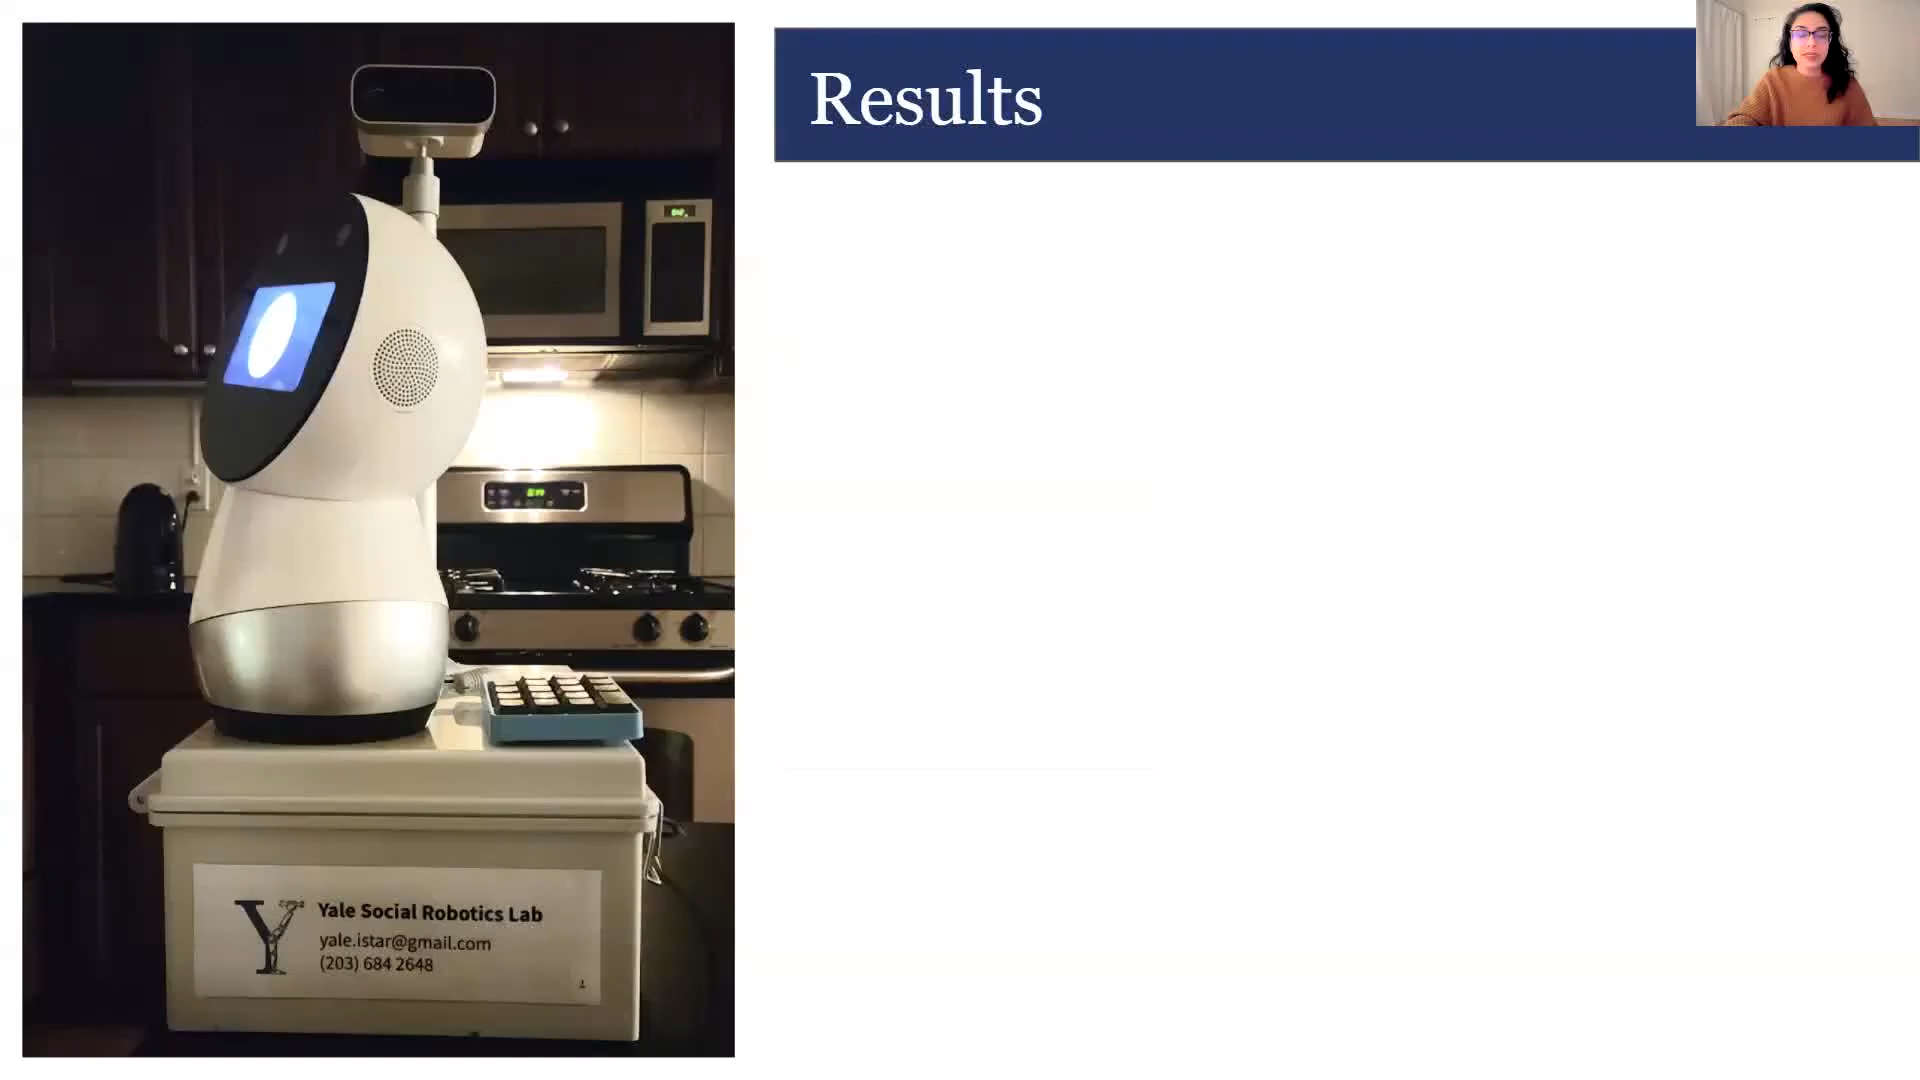 Results
Yale Social Robotics Lab
yale.istar@gmail.com
(203) 684 2648